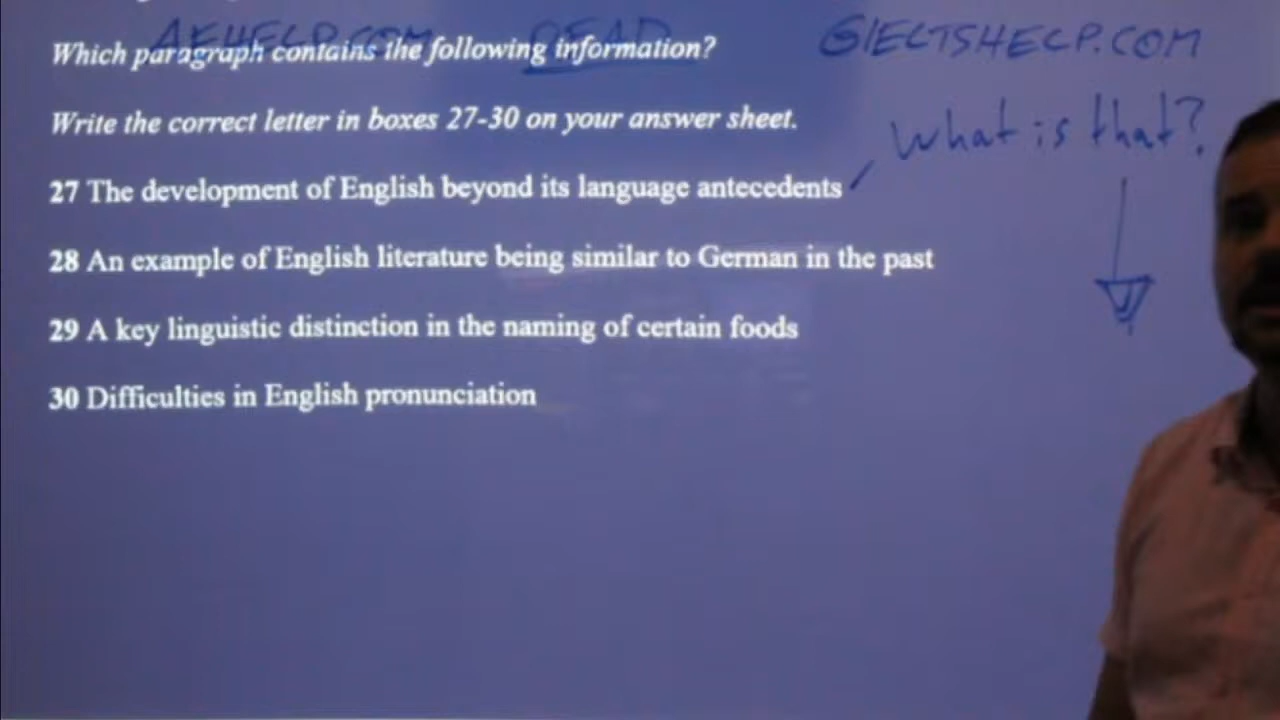 AEHELP.COM READ GIELTSHELP.COM
Which paragraph contains the following information?
What is that?
Write the correct letter in boxes 27-30 on your answer sheet.
27 The development of English beyond its language antecedents
28 An example of English literature being similar to German in the past
29 A key linguistic distinction in the naming of certain foods
30 Difficulties in English pronunciation